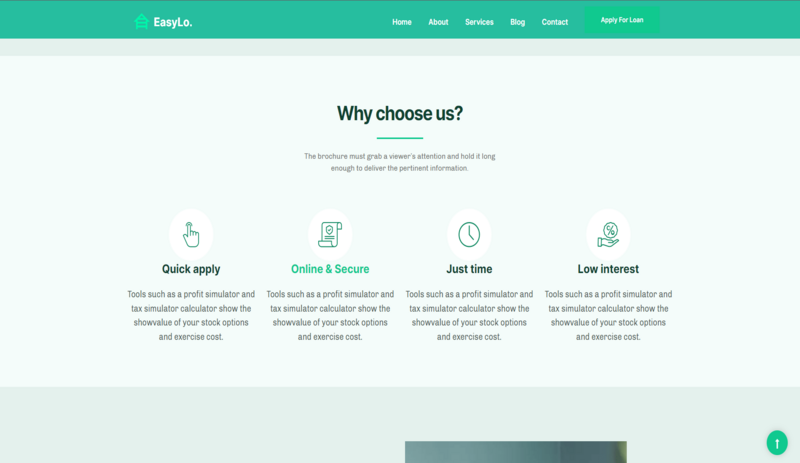 EasyLo.
Home About Services Blog Contact Apply For Loan
Why choose us?
The brochure must grab a viewer's attention and hold it long
enough to deliver the pertinent information.
Quick apply
Tools such as a profit simulator and
tax simulator calculator show the
showvalue of your stock options
and exercise cost.
Online & Secure
Tools such as a profit simulator and
tax simulator calculator show the
showvalue of your stock options
and exercise cost.
Just time
Tools such as a profit simulator and
tax simulator calculator show the
showvalue of your stock options
and exercise cost.
Low interest
Tools such as a profit simulator and
tax simulator calculator show the
showvalue of your stock options
and exercise cost.